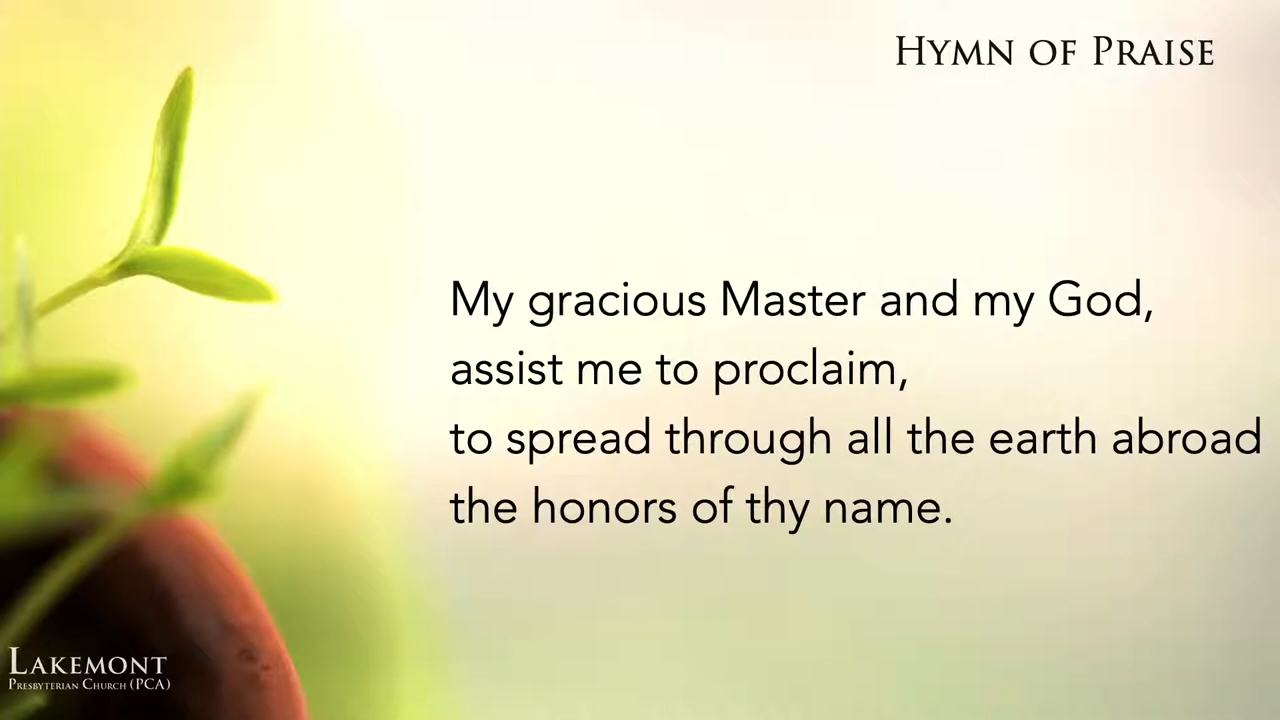 Hymn of Praise
My gracious Master and my God,
assist me to proclaim,
to spread through all the earth abroad
the honors of thy name.
Lakemont
Presbyterian Church (PCA)